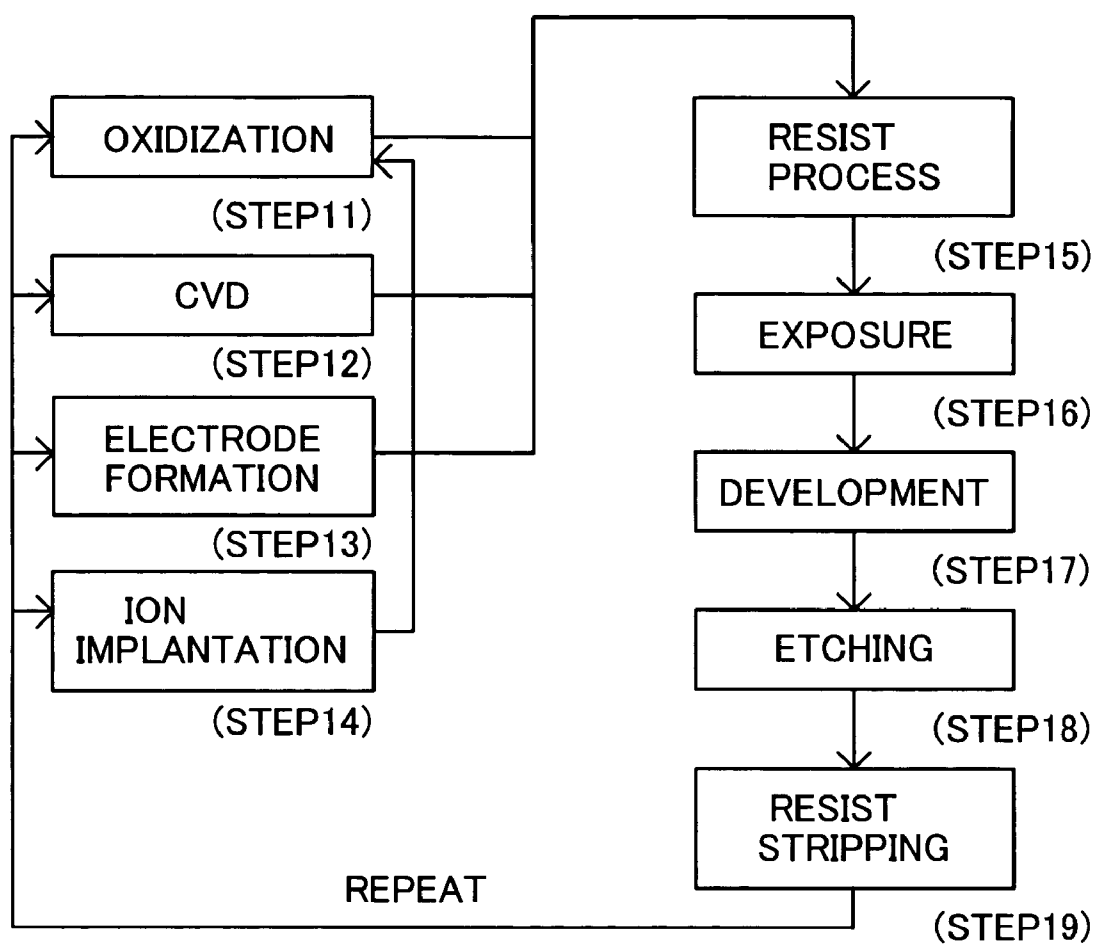 OXIDIZATION
(STEP11)
CVD
(STEP12)
ELECTRODE
FORMATION
(STEP13)
ION
IMPLANTATION
(STEP14)
RESIST
PROCESS
(STEP15)
EXPOSURE
(STEP16)
DEVELOPMENT
(STEP17)
ETCHING
(STEP18)
RESIST
STRIPPING
(STEP19)
REPEAT